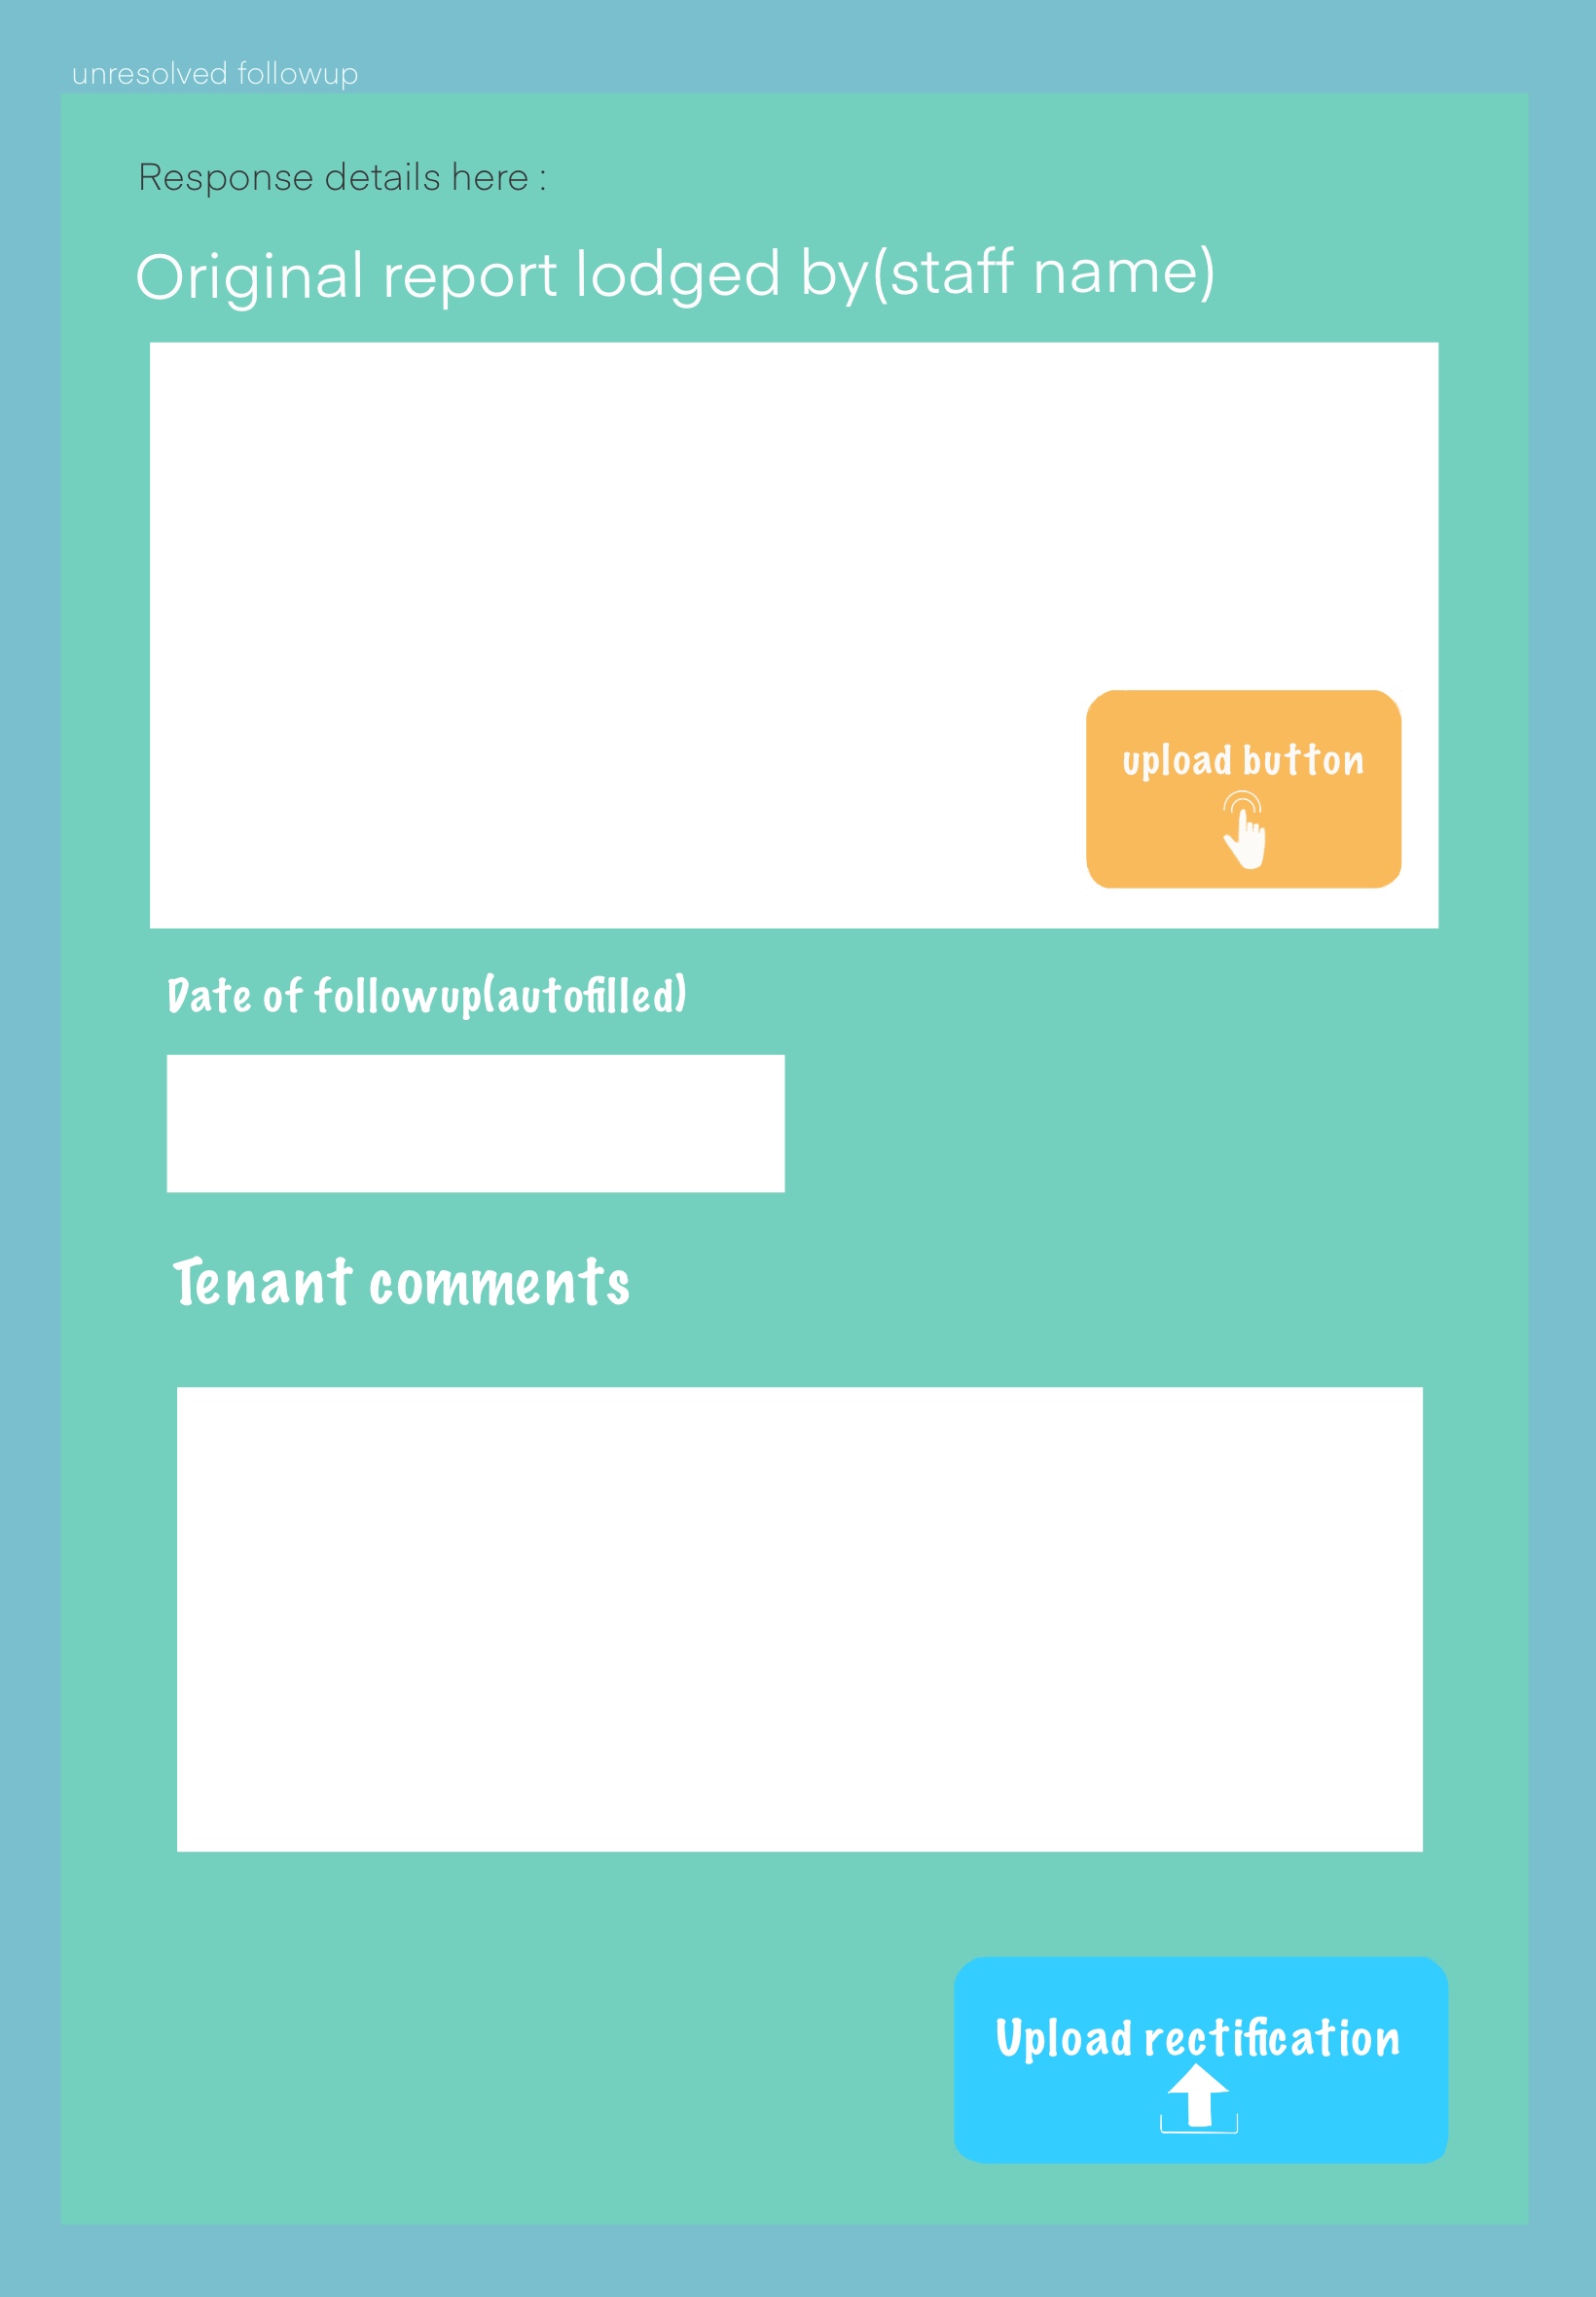 unresolved followup
Response details here :
Original report lodged by(staff name)
upload button
Date of followup(autofilled)
Tenant comments
Upload rectification